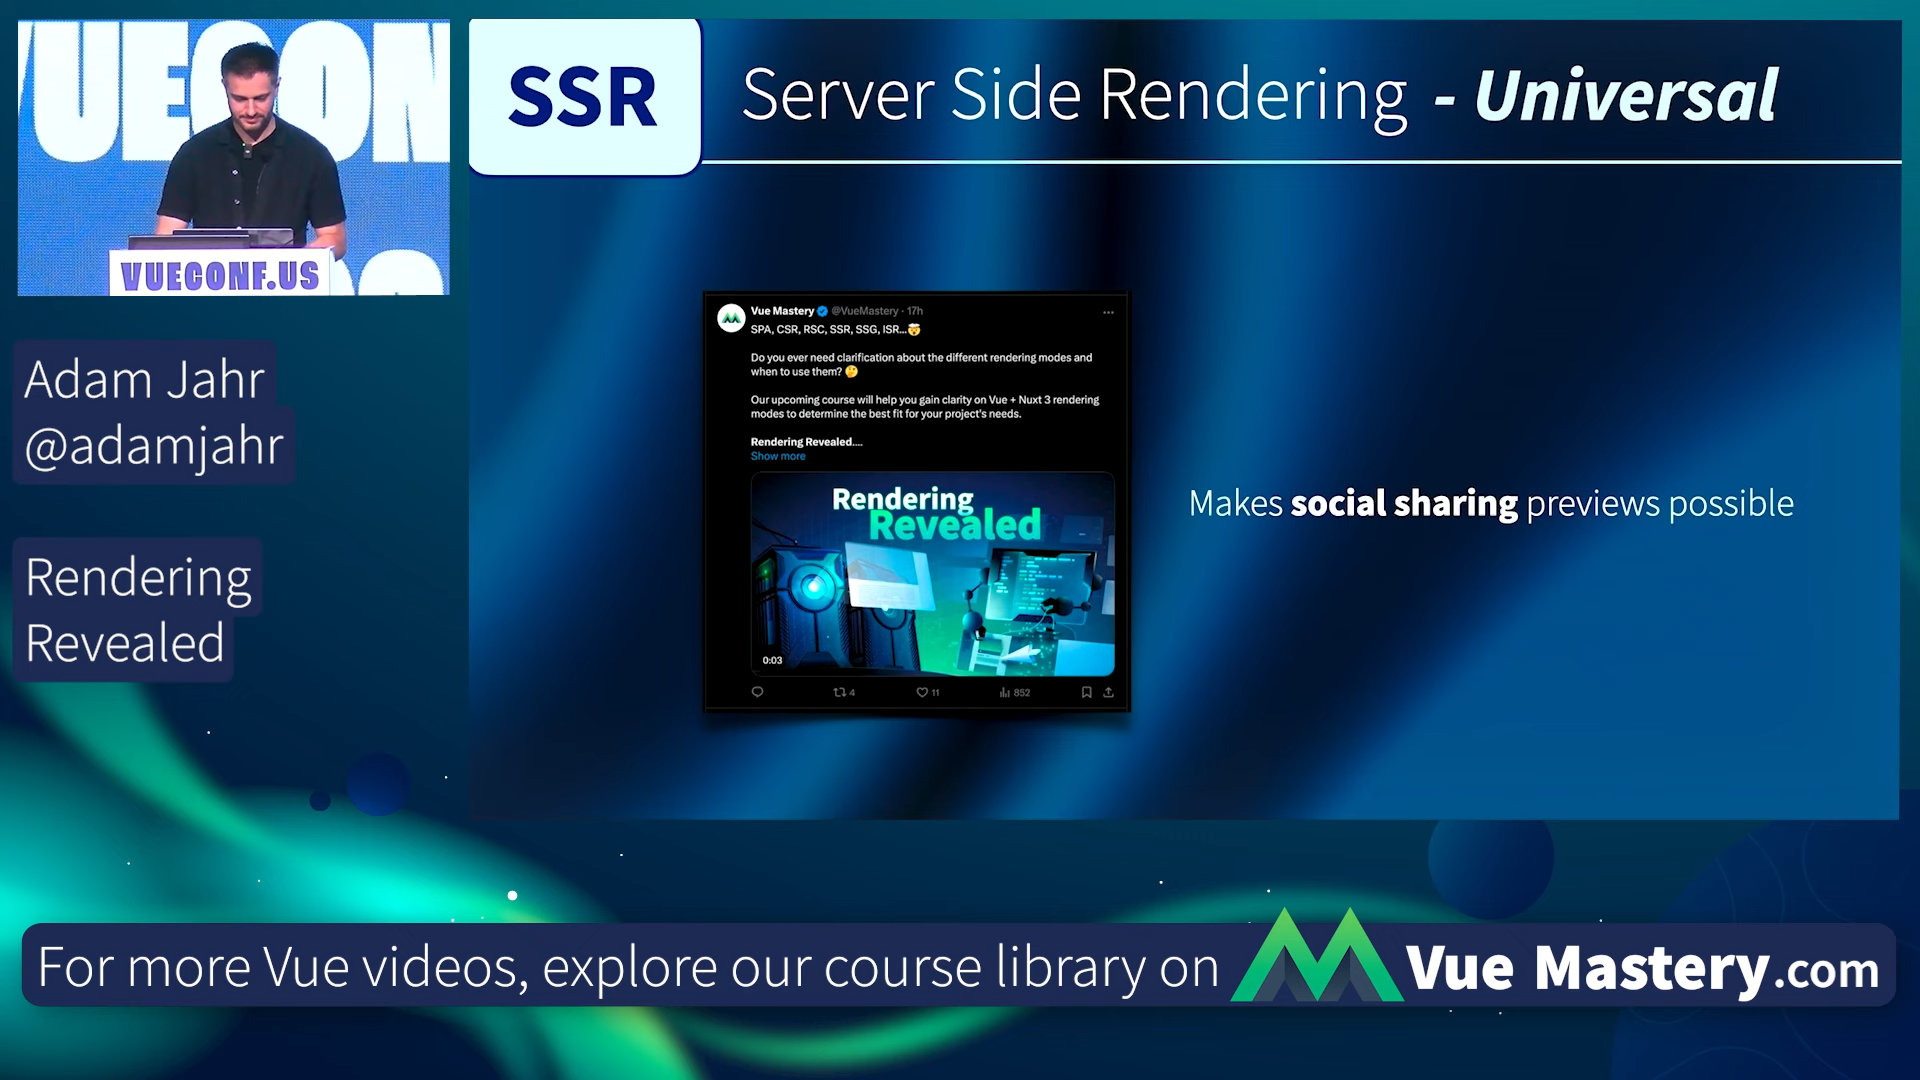 VUECON
VUECONF.US
Adam Jahr
@adamjahr
Rendering
Revealed
SSR
Server Side Rendering - Universal
Vue Mastery @VueMastery · 17h
SPA, CSR, RSC, SSR, SSG, ISR...🤯
Do you ever need clarification about the different rendering modes and
when to use them? 🤔
Our upcoming course will help you gain clarity on Vue + Nuxt 3 rendering
modes to determine the best fit for your project's needs.
Rendering Revealed....
Show more
Rendering
Revealed
0:03
4 11 852
Makes social sharing previews possible
For more Vue videos, explore our course library on Vue Mastery.com